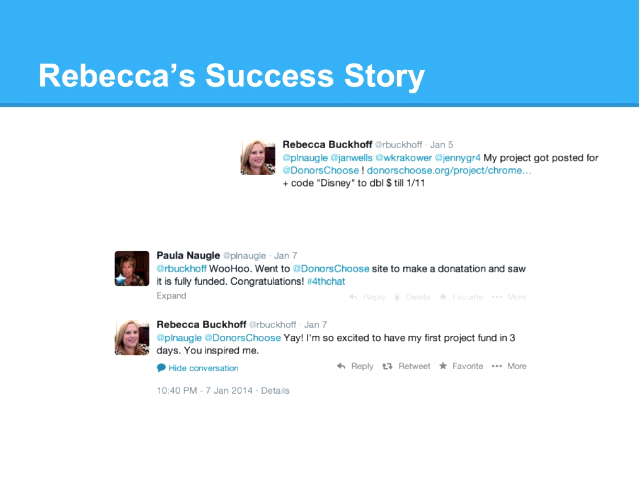 Rebecca's Success Story
Rebecca Buckhoff @rbuckhoff · Jan 5
@plnaugle @janwells @wkrakower @jennygr4 My project got posted for
@DonorsChoose ! donorschoose.org/project/chrome...
+ code "Disney" to dbl $ till 1/11
Paula Naugle @plnaugle · Jan 7
@rbuckhoff WooHoo. Went to @DonorsChoose site to make a donatation and saw
it is fully funded. Congratulations! #4thchat
Expand Reply Delete Favorite ••• More
Rebecca Buckhoff @rbuckhoff · Jan 7
@plnaugle @DonorsChoose Yay! I'm so excited to have my first project fund in 3
days. You inspired me.
Hide conversation Reply Retweet Favorite ••• More
10:40 PM - 7 Jan 2014 · Details